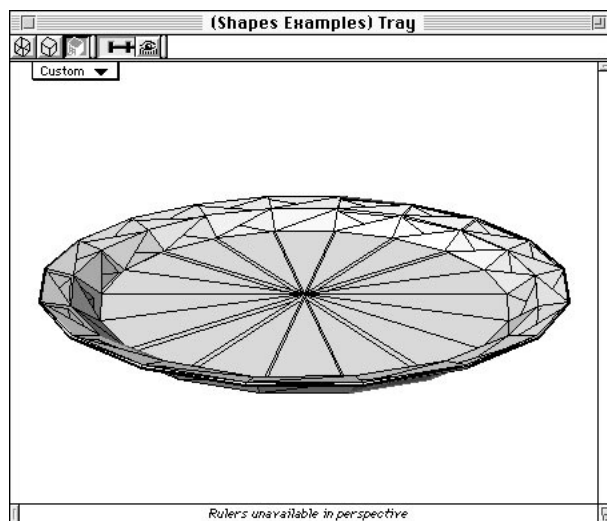 (Shapes Examples) Tray
Custom
Rulers unavailable in perspective